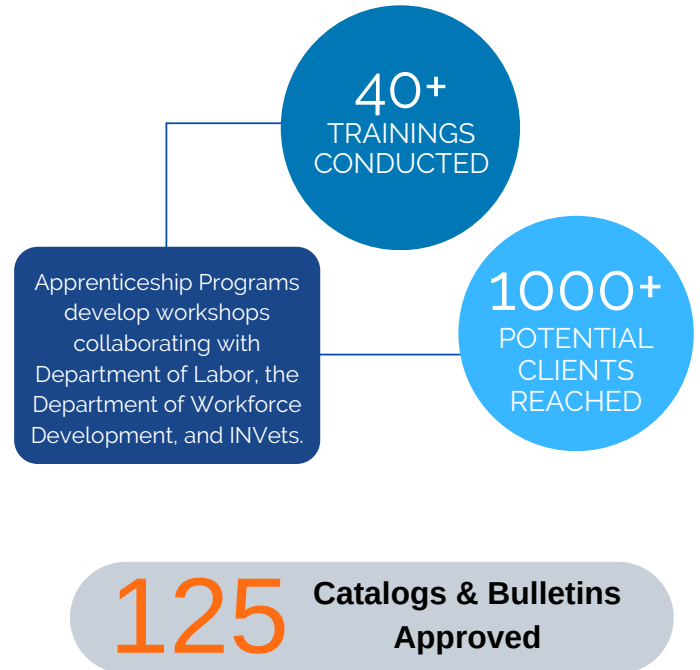 40+
TRAININGS
CONDUCTED
Apprenticeship Programs
develop workshops
collaborating with
Department of Labor, the
Department of Workforce
Development, and INVets.
1000+
POTENTIAL
CLIENTS
REACHED
125
Catalogs & Bulletins
Approved